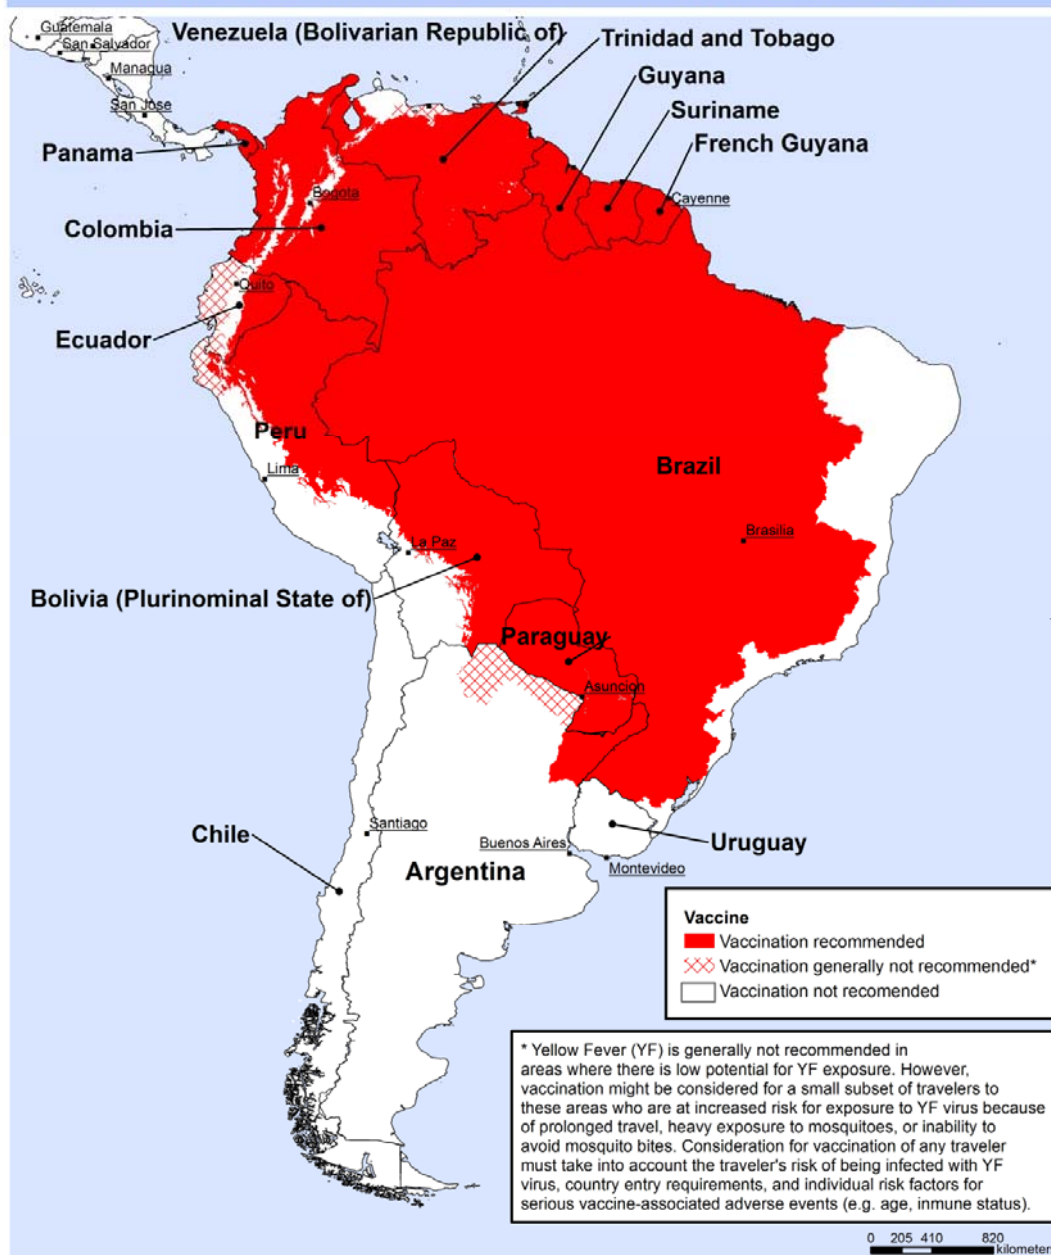 Guatemala
San Salvador
Managua
San Jose
Venezuela (Bolivarian Republic of)
Trinidad and Tobago
Guyana
Suriname
French Guyana
Cayenne
Panama
Bogota
Colombia
Quito
Ecuador
Peru
Lima
Brazil
Brasilia
La Paz
Bolivia (Plurinominal State of)
Paraguay
Asuncion
Chile
Santiago
Buenos Aires
Uruguay
Montevideo
Argentina
Vaccine
Vaccination recommended
Vaccination generally not recommended*
Vaccination not recomended
* Yellow Fever (YF) is generally not recommended in
areas where there is low potential for YF exposure. However,
vaccination might be considered for a small subset of travelers to
these areas who are at increased risk for exposure to YF virus because
of prolonged travel, heavy exposure to mosquitoes, or inability to
avoid mosquito bites. Consideration for vaccination of any traveler
must take into account the traveler's risk of being infected with YF
virus, country entry requirements, and individual risk factors for
serious vaccine-associated adverse events (e.g. age, inmune status).
0 205 410 820
kilometer